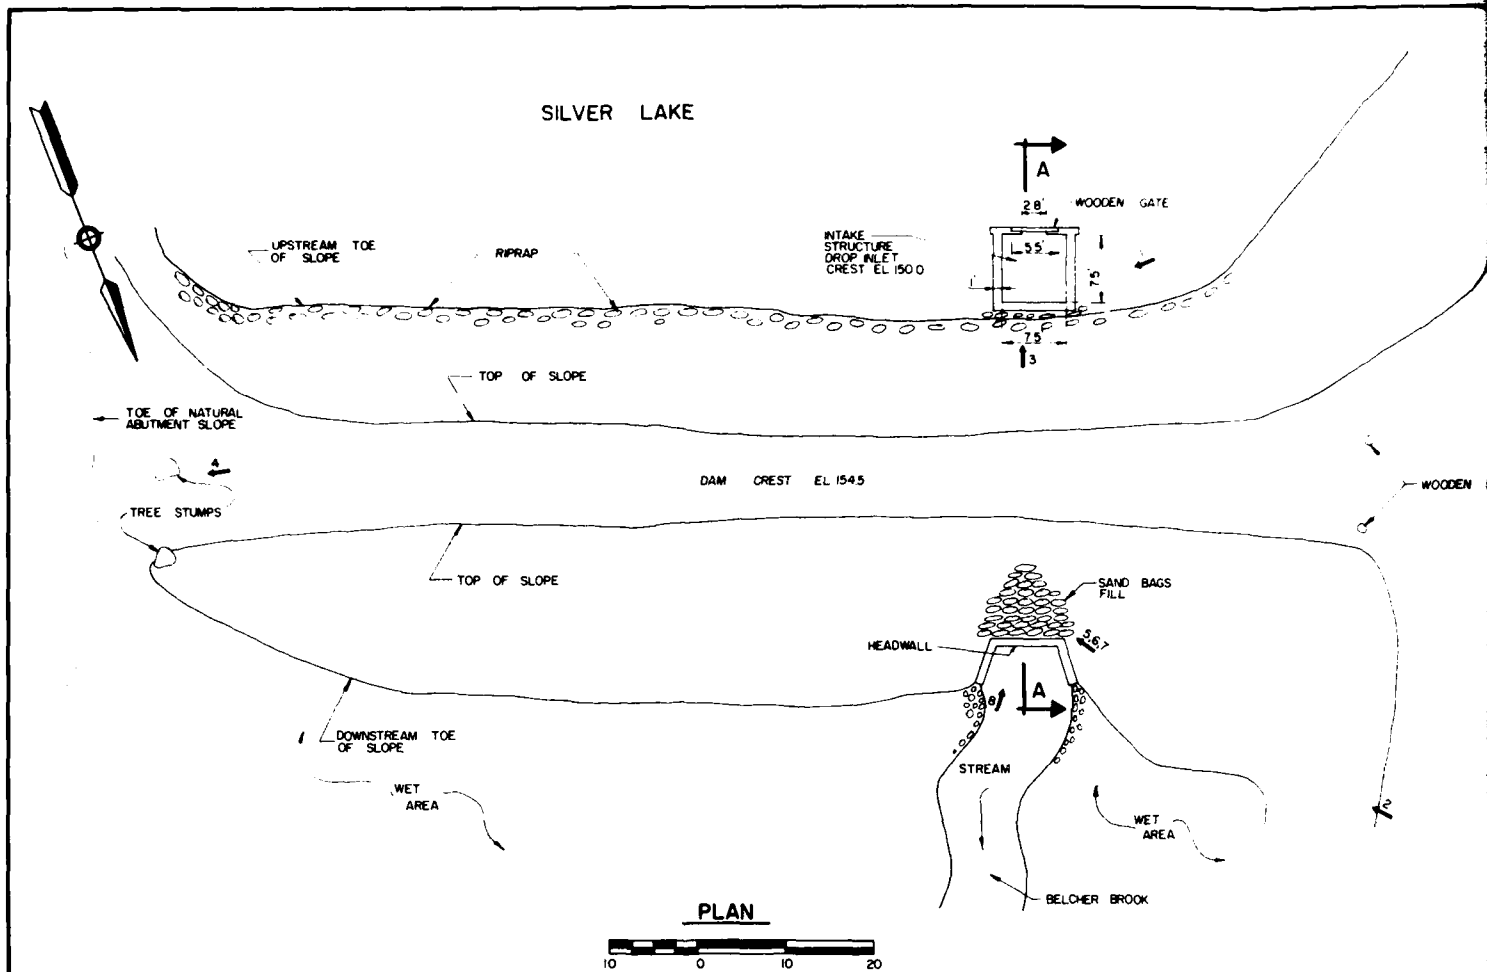 SILVER LAKE
A
2.8'
WOODEN GATE
INTAKE
STRUCTURE
DROP INLET
CREST EL 150.0
5.5'
7.5'
1'
UPSTREAM TOE
OF SLOPE
RIPRAP
7.5'
3
TOP OF SLOPE
TOE OF NATURAL
ABUTMENT SLOPE
4
DAM CREST EL 154.5
WOODEN
TREE STUMPS
TOP OF SLOPE
SAND BAGS
FILL
5,6,7
HEADWALL
A
8
DOWNSTREAM TOE
OF SLOPE
STREAM
WET
AREA
WET
AREA
2
BELCHER BROOK
PLAN
10 0 10 20